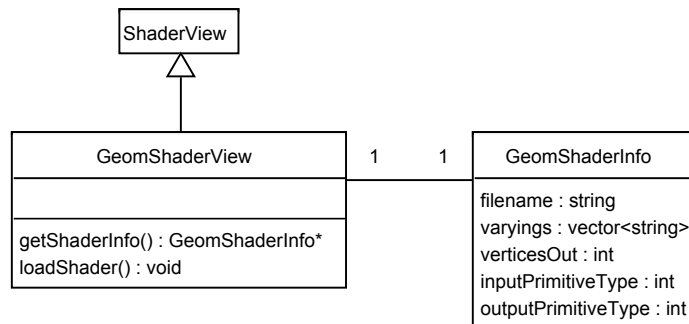 ShaderView
GeomShaderView
getShaderInfo() : GeomShaderInfo*
loadShader() : void
1 1
GeomShaderInfo
filename : string
varyings : vector<string>
verticesOut : int
inputPrimitiveType : int
outputPrimitiveType : int